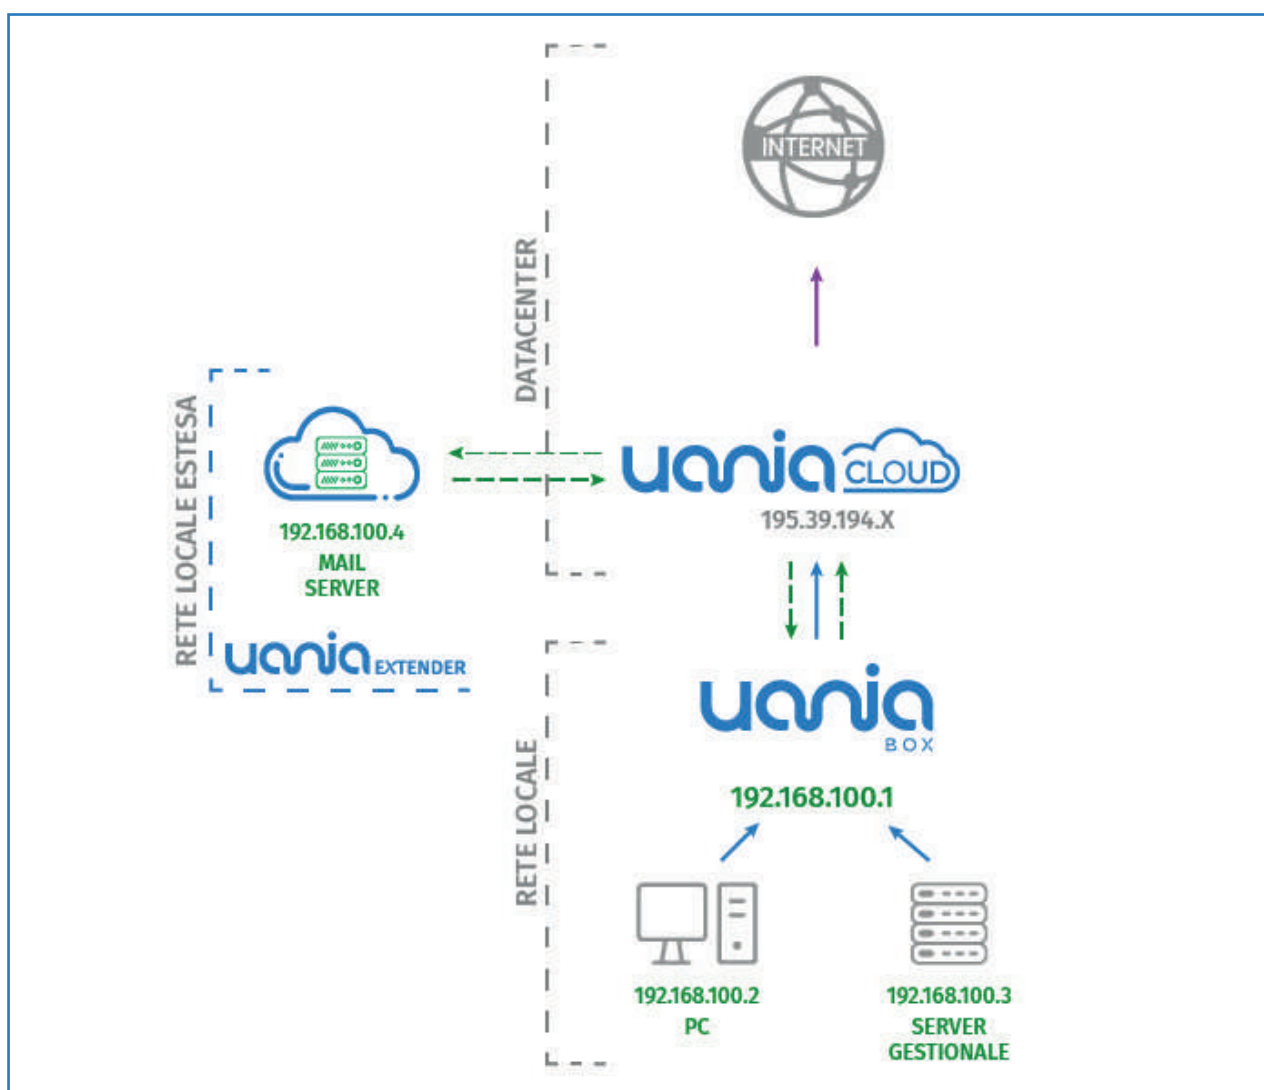 INTERNET
DATACENTER
uania CLOUD
195.39.194.X
RETE LOCALE ESTESA
192.168.100.4
MAIL
SERVER
uania EXTENDER
RETE LOCALE
uania
BOX
192.168.100.1
192.168.100.2
PC
192.168.100.3
SERVER
GESTIONALE